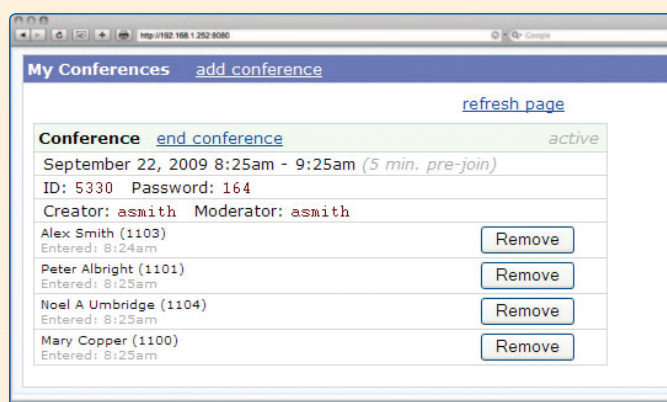 http://192.168.1.252:8080
Google
My Conferences add conference
refresh page
Conference end conference active
September 22, 2009 8:25am - 9:25am (5 min. pre-join)
ID: 5330 Password: 164
Creator: asmith Moderator: asmith
Alex Smith (1103)
Entered: 8:24am
Remove
Peter Albright (1101)
Entered: 8:25am
Remove
Noel A Umbridge (1104)
Entered: 8:25am
Remove
Mary Copper (1100)
Entered: 8:25am
Remove